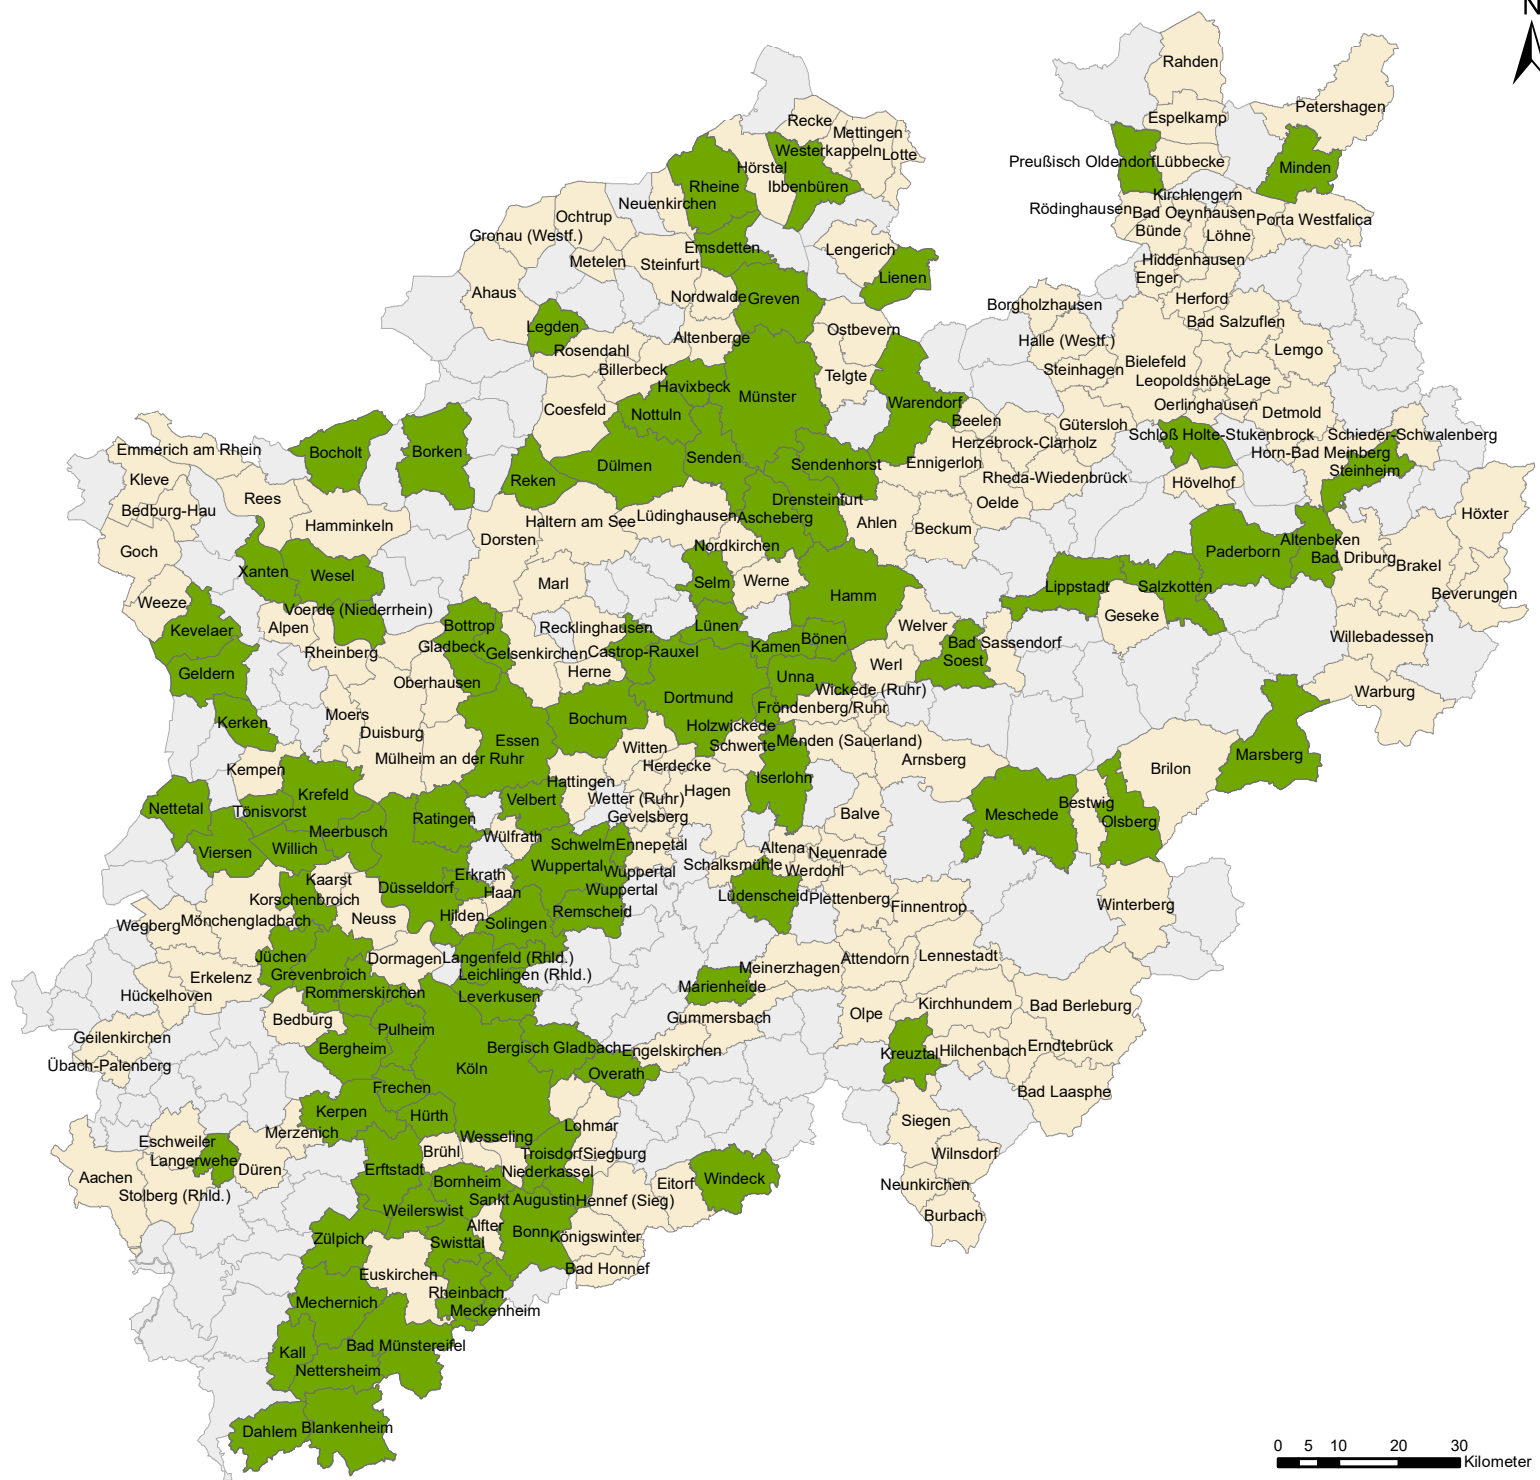 N
Rahden
Petershagen
Espelkamp
Recke
Mettingen
Westerkappeln
Lotte
Hörstel
Ibbenbüren
Rheine
Preußisch Oldendorf
Lübbecke
Minden
Neuenkirchen
Kirchlengern
Rödinghausen
Bad Oeynhausen
Porta Westfalica
Bünde
Löhne
Ochtrup
Gronau (Westf.)
Emsdetten
Lengerich
Metelen
Steinfurt
Hiddenhausen
Enger
Lienen
Ahaus
Nordwalde
Greven
Herford
Borgholzhausen
Legden
Ostbevern
Bad Salzuflen
Altenberge
Halle (Westf.)
Rosendahl
Lemgo
Billerbeck
Bielefeld
Steinhagen
Telgte
Havixbeck
Leopoldshöhe
Lage
Münster
Warendorf
Coesfeld
Nottuln
Oerlinghausen
Detmold
Beelen
Gütersloh
Schloß Holte-Stukenbrock
Schieder-Schwalenberg
Herzebrock-Clarholz
Emmerich am Rhein
Bocholt
Borken
Horn-Bad Meinberg
Senden
Sendenhorst
Ennigerloh
Dülmen
Steinheim
Kleve
Reken
Rheda-Wiedenbrück
Hövelhof
Rees
Drensteinfurt
Oelde
Bedburg-Hau
Höxter
Lüdinghausen
Ascheberg
Haltern am See
Ahlen
Hamminkeln
Beckum
Dorsten
Altenbeken
Nordkirchen
Goch
Paderborn
Bad Driburg
Brakel
Xanten
Wesel
Marl
Selm
Werne
Lippstadt
Salzkotten
Hamm
Beverungen
Weeze
Voerde (Niederrhein)
Geseke
Kevelaer
Alpen
Bottrop
Recklinghausen
Lünen
Welver
Willebadessen
Bönen
Bad Sassendorf
Gladbeck
Kamen
Rheinberg
Gelsenkirchen
Castrop-Rauxel
Soest
Werl
Geldern
Herne
Unna
Oberhausen
Wickede (Ruhr)
Warburg
Dortmund
Fröndenberg/Ruhr
Moers
Bochum
Kerken
Holzwickede
Duisburg
Essen
Schwerte
Menden (Sauerland)
Witten
Marsberg
Mülheim an der Ruhr
Arnsberg
Herdecke
Kempen
Brilon
Iserlohn
Hattingen
Hagen
Krefeld
Velbert
Wetter (Ruhr)
Bestwig
Nettetal
Tönisvorst
Gevelsberg
Balve
Meschede
Ratingen
Olsberg
Meerbusch
Wülfrath
Schwelm
Ennepetal
Willich
Altena
Viersen
Neuenrade
Wuppertal
Schalksmühle
Wuppertal
Werdohl
Erkrath
Kaarst
Düsseldorf
Wuppertal
Haan
Korschenbroich
Lüdenscheid
Plettenberg
Finnentrop
Winterberg
Remscheid
Hilden
Neuss
Mönchengladbach
Wegberg
Solingen
Jüchen
Dormagen
Langenfeld (Rhld.)
Attendorn
Lennestadt
Meinerzhagen
Grevenbroich
Leichlingen (Rhld.)
Erkelenz
Marienheide
Rommerskirchen
Leverkusen
Hückelhoven
Kirchhundem
Bad Berleburg
Olpe
Gummersbach
Bedburg
Pulheim
Geilenkirchen
Bergheim
Bergisch Gladbach
Engelskirchen
Kreuztal
Hilchenbach
Erndtebrück
Übach-Palenberg
Köln
Overath
Frechen
Bad Laasphe
Kerpen
Hürth
Siegen
Lohmar
Merzenich
Wesseling
Eschweiler
Brühl
Troisdorf
Siegburg
Wilnsdorf
Langerwehe
Düren
Erftstadt
Niederkassel
Aachen
Windeck
Bornheim
Eitorf
Neunkirchen
Stolberg (Rhld.)
Sankt Augustin
Hennef (Sieg)
Weilerswist
Burbach
Alfter
Bonn
Königswinter
Zülpich
Swisttal
Bad Honnef
Euskirchen
Rheinbach
Mechernich
Meckenheim
Bad Münstereifel
Kall
Nettersheim
Dahlem
Blankenheim
0 5 10 20 30
Kilometer